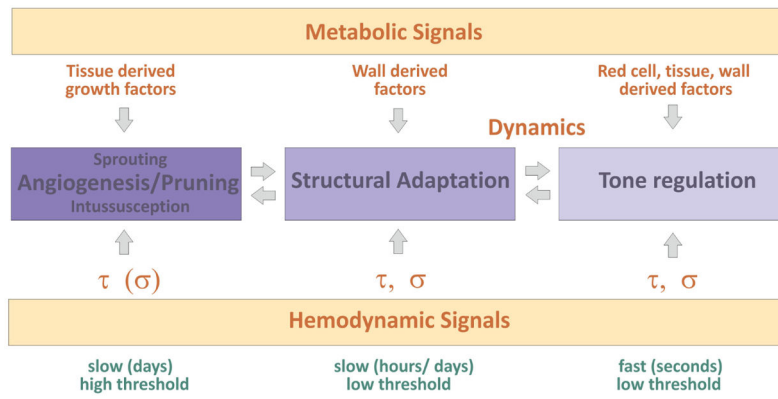 Metabolic Signals
Tissue derived
growth factors
Wall derived
factors
Red cell, tissue, wall
derived factors
Dynamics
Sprouting
Angiogenesis/Pruning
Intussusception
Structural Adaptation
Tone regulation
τ (σ)
τ, σ
τ, σ
Hemodynamic Signals
slow (days)
high threshold
slow (hours/ days)
low threshold
fast (seconds)
low threshold